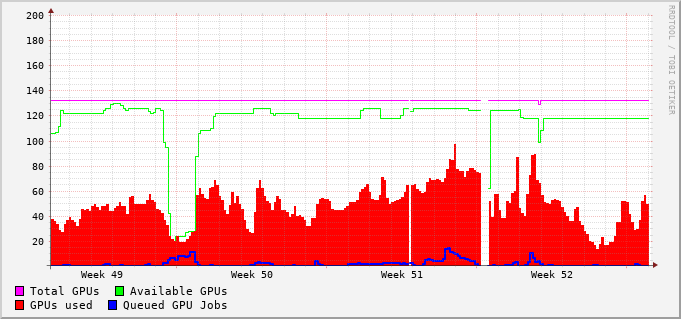 200
180
160
140
120
100
80
60
40
20
Week 49 Week 50 Week 51 Week 52
Total GPUs Available GPUs
GPUs used Queued GPU Jobs
RRDTOOL / TOBI OETIKER